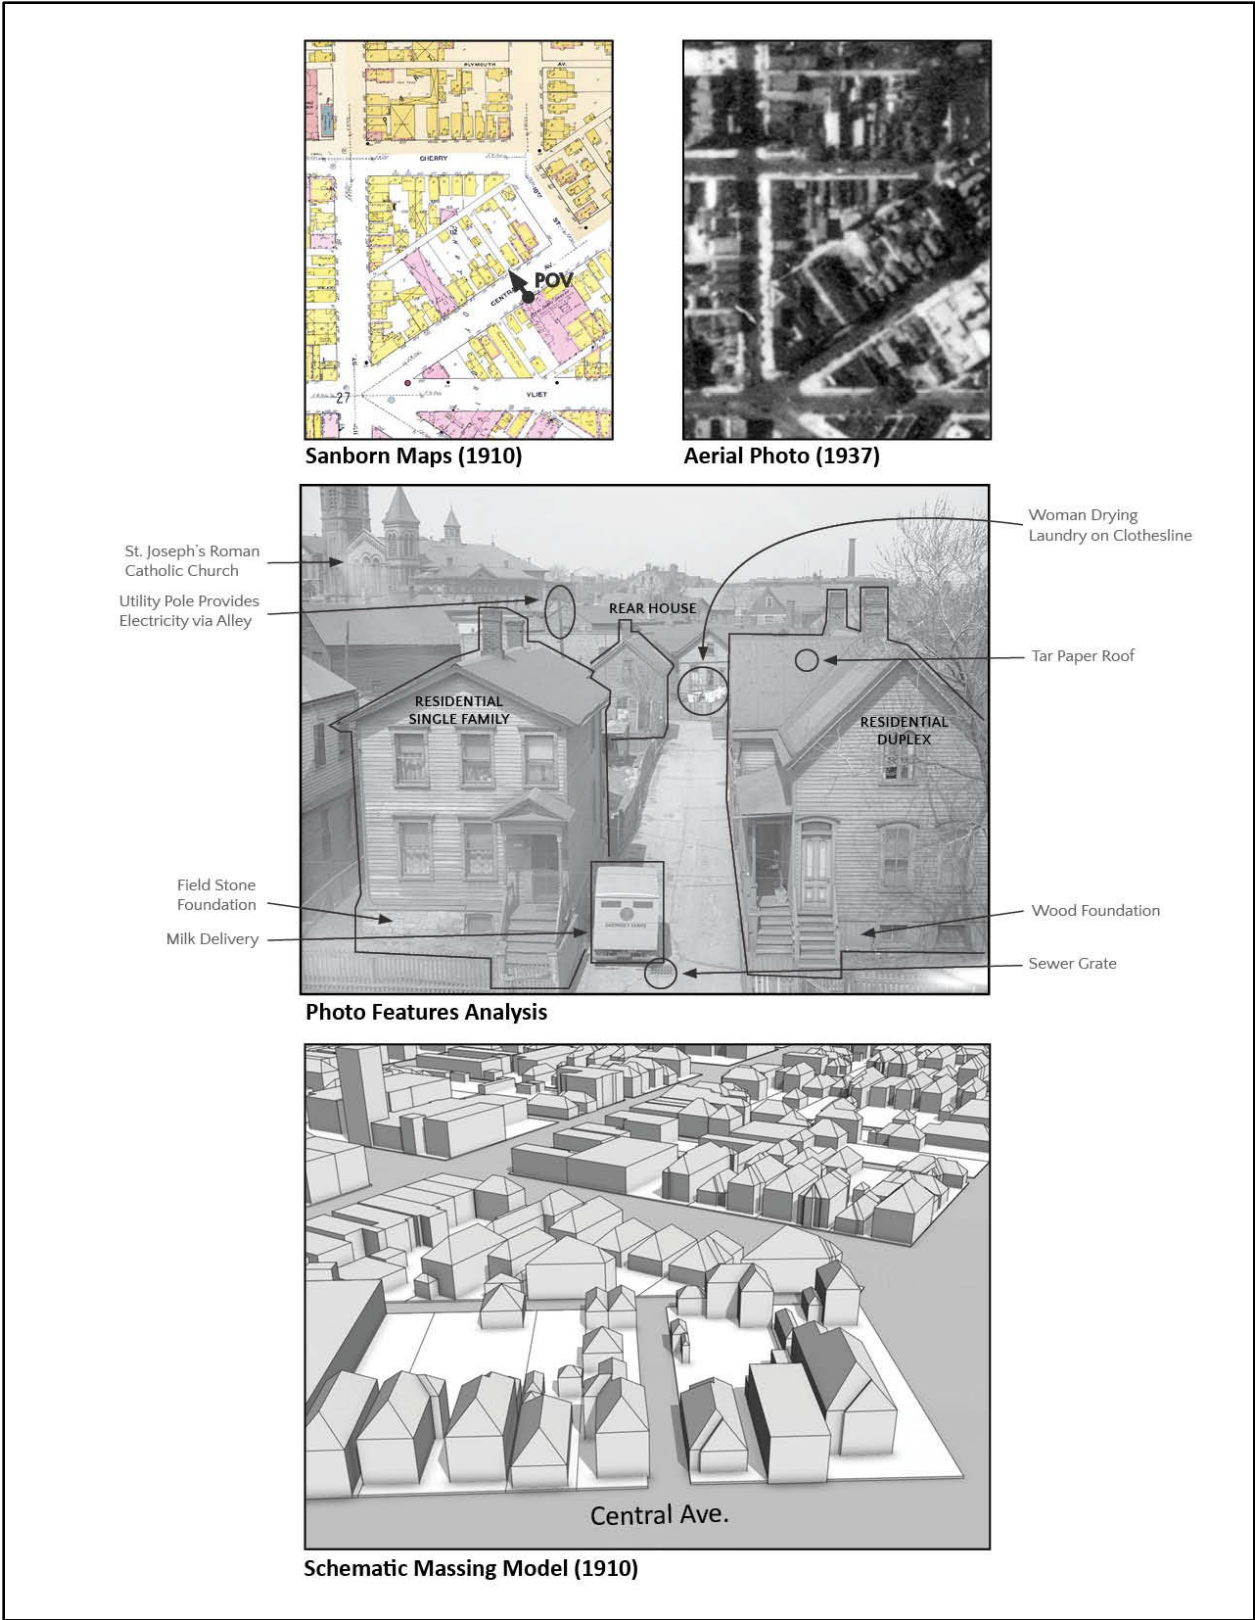 PLYMOUTH AV.
CHERRY
POV
VLIET
27
Sanborn Maps (1910)
Aerial Photo (1937)
St. Joseph's Roman
Catholic Church
Utility Pole Provides
Electricity via Alley
Woman Drying
Laundry on Clothesline
REAR HOUSE
Tar Paper Roof
RESIDENTIAL
SINGLE FAMILY
RESIDENTIAL
DUPLEX
Field Stone
Foundation
Milk Delivery
Wood Foundation
Sewer Grate
Photo Features Analysis
Central Ave.
Schematic Massing Model (1910)